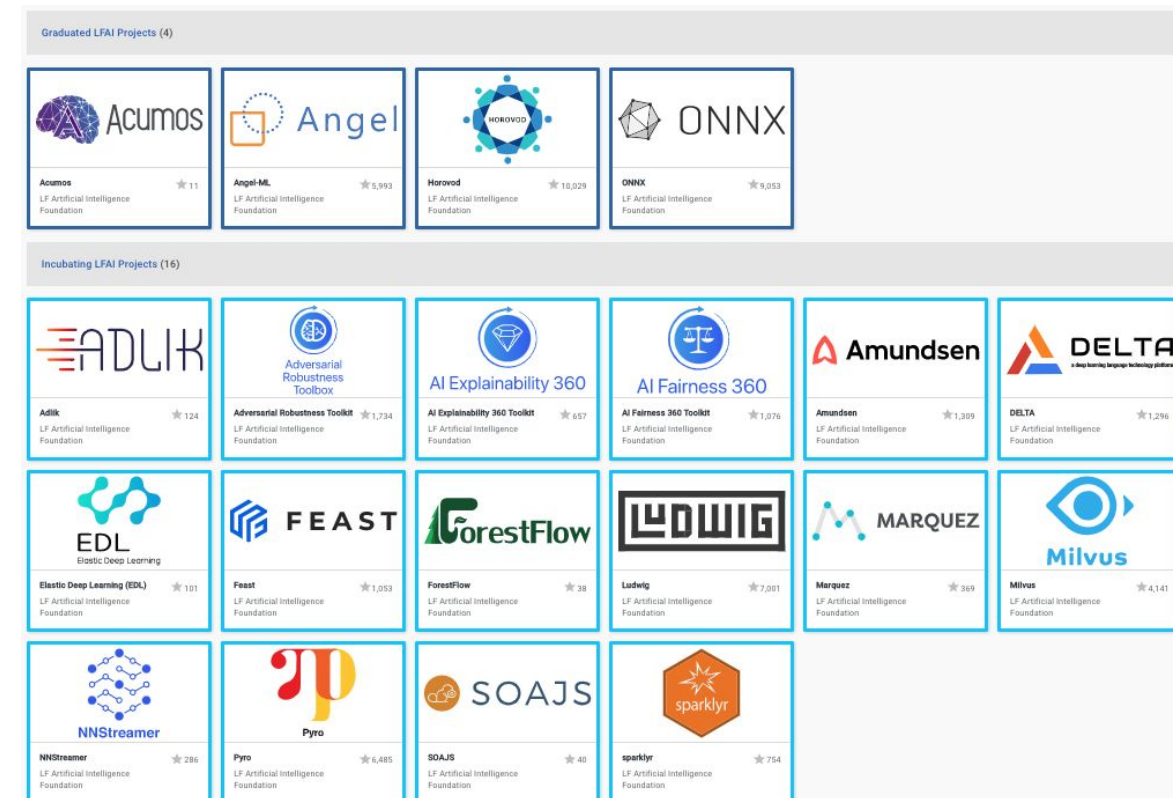 Graduated LFAI Projects (4)
Acumos
Angel
HOROVOD
ONNX
Acumos 11
LF Artificial Intelligence
Foundation
Angel-ML 5,993
LF Artificial Intelligence
Foundation
Horovod 10,029
LF Artificial Intelligence
Foundation
ONNX 9,053
LF Artificial Intelligence
Foundation
Incubating LFAI Projects (16)
ADLIK
Adversarial
Robustness
Toolbox
AI Explainability 360
AI Fairness 360
Amundsen
DELTA
a deep learning language technology platform
Adlik 124
LF Artificial Intelligence
Foundation
Adversarial Robustness Toolkit 1,734
LF Artificial Intelligence
Foundation
AI Explainability 360 Toolkit 657
LF Artificial Intelligence
Foundation
AI Fairness 360 Toolkit 1,076
LF Artificial Intelligence
Foundation
Amundsen 1,309
LF Artificial Intelligence
Foundation
DELTA 1,296
LF Artificial Intelligence
Foundation
EDL
Elastic Deep Learning
FEAST
ForestFlow
LUDWIG
MARQUEZ
Milvus
Elastic Deep Learning (EDL) 101
LF Artificial Intelligence
Foundation
Feast 1,053
LF Artificial Intelligence
Foundation
ForestFlow 38
LF Artificial Intelligence
Foundation
Ludwig 7,001
LF Artificial Intelligence
Foundation
Marquez 369
LF Artificial Intelligence
Foundation
Milvus 4,141
LF Artificial Intelligence
Foundation
NNStreamer
Pyro
SOAJS
sparklyr
NNStreamer 286
LF Artificial Intelligence
Foundation
Pyro 6,485
LF Artificial Intelligence
Foundation
SOAJS 40
LF Artificial Intelligence
Foundation
sparklyr 754
LF Artificial Intelligence
Foundation